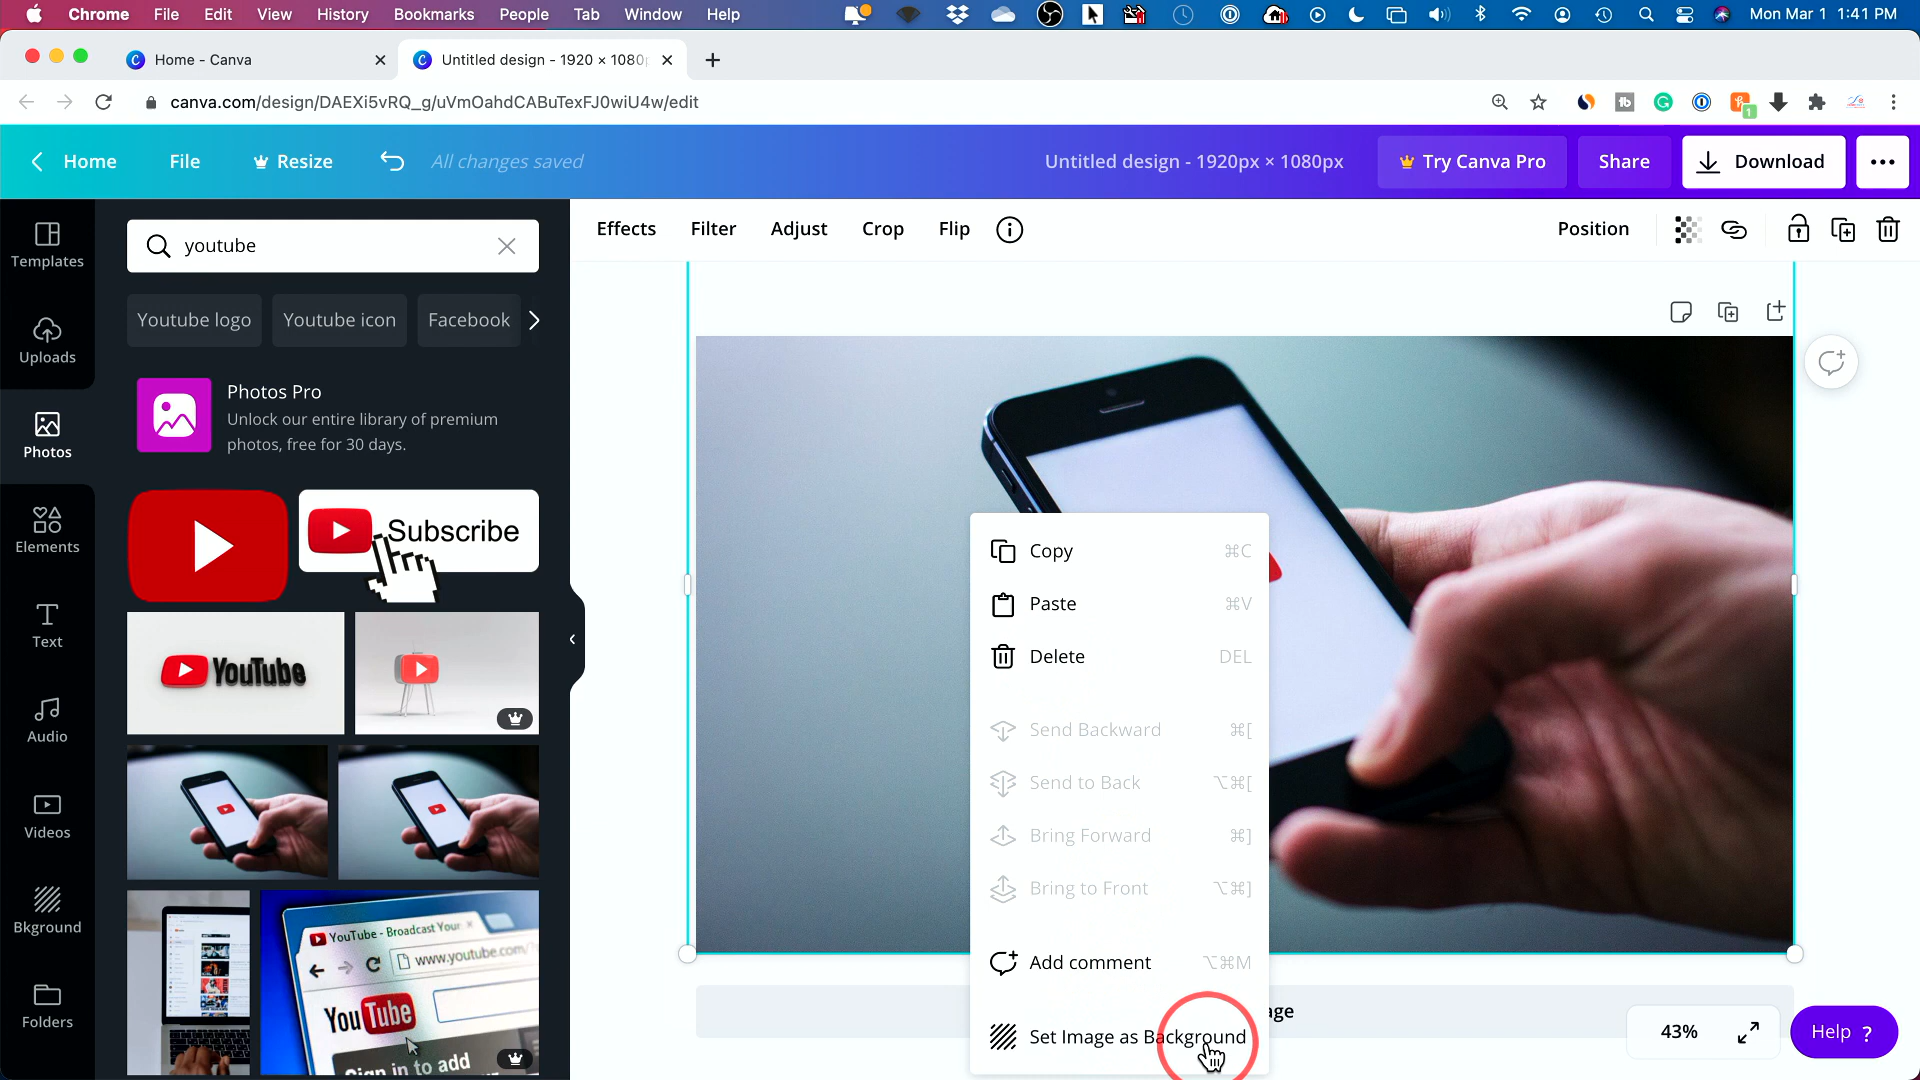 Chrome File Edit View History Bookmarks People Tab Window Help
Mon Mar 1 1:41 PM
Home - Canva
Untitled design - 1920 × 1080
canva.com/design/DAEXi5vRQ_g/uVmOahdCABuTexFJ0wiU4w/edit
Home File Resize All changes saved
Untitled design - 1920px × 1080px
Try Canva Pro Share Download
Templates
Uploads
Photos
Elements
Text
Audio
Videos
Bkground
Folders
youtube
Youtube logo Youtube icon Facebook
Photos Pro
Unlock our entire library of premium
photos, free for 30 days.
Subscribe
YouTube
YouTube - Broadcast Your
www.youtube.com/
YouTube
Sign in to add
Effects Filter Adjust Crop Flip
Position
Copy ⌘C
Paste ⌘V
Delete DEL
Send Backward ⌘[
Send to Back ⌥⌘[
Bring Forward ⌘]
Bring to Front ⌥⌘]
Add comment ⌥⌘M
Set Image as Background
43%
Help ?